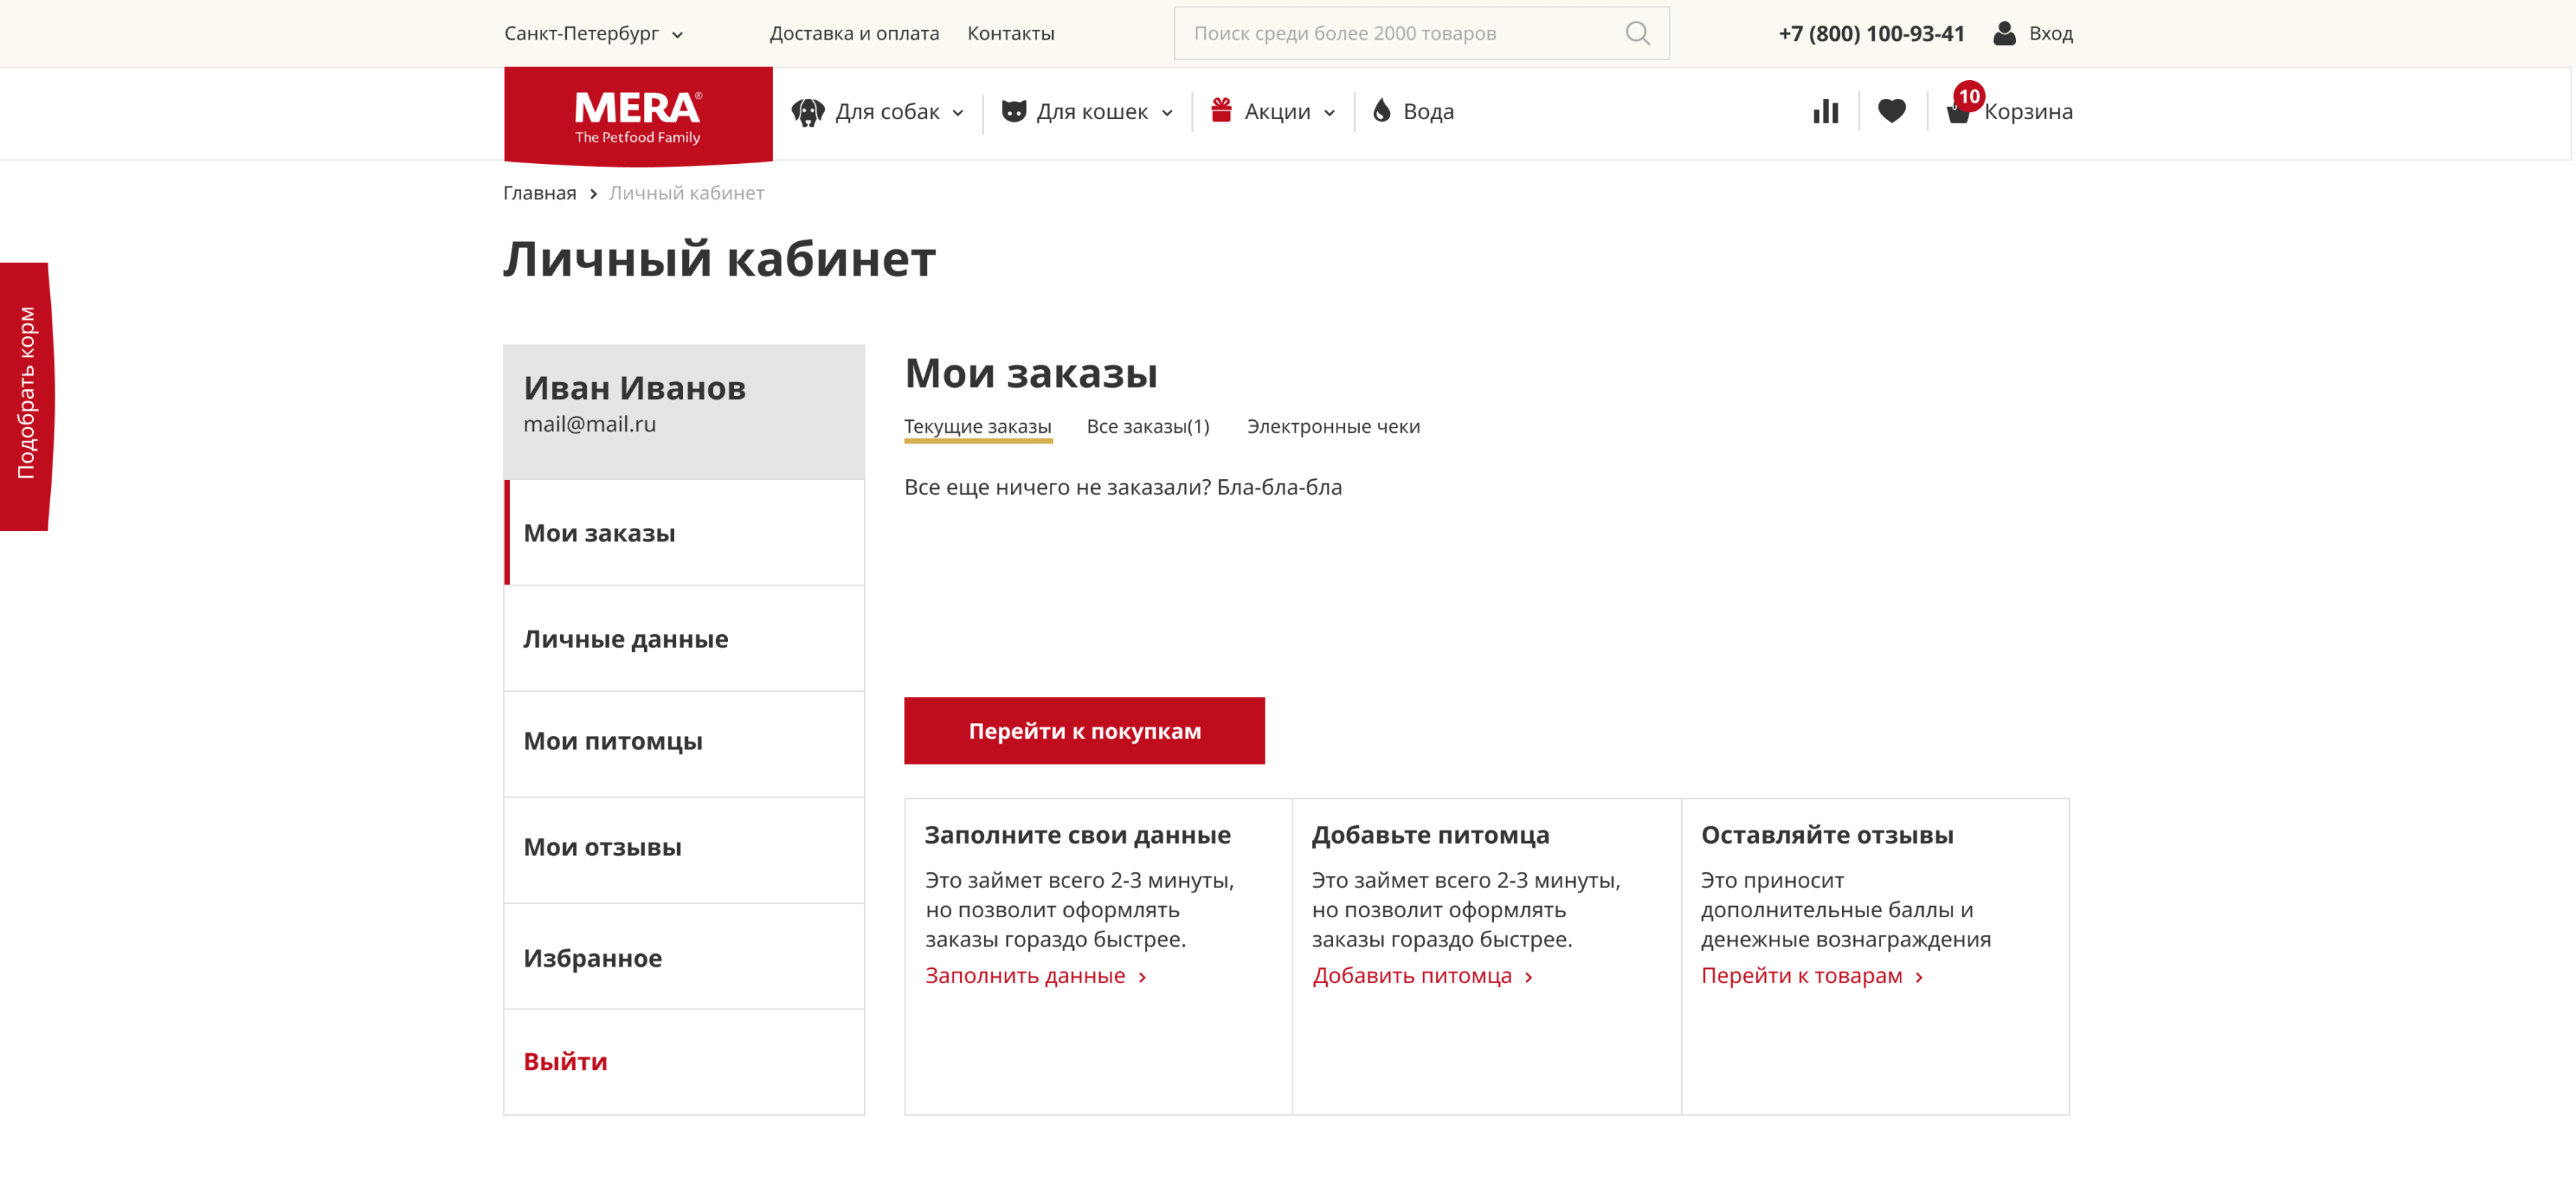 Санкт-Петербург
Доставка и оплата
Контакты
Поиск среди более 2000 товаров
+7 (800) 100-93-41
Вход
MERA®
The Petfood Family
Для собак
Для кошек
Акции
Вода
10
Корзина
Главная > Личный кабинет
Личный кабинет
Подобрать корм
Иван Иванов
mail@mail.ru
Мои заказы
Личные данные
Мои питомцы
Мои отзывы
Избранное
Выйти
Мои заказы
Текущие заказы
Все заказы(1)
Электронные чеки
Все еще ничего не заказали? Бла-бла-бла
Перейти к покупкам
Заполните свои данные
Это займет всего 2-3 минуты,
но позволит оформлять
заказы гораздо быстрее.
Заполнить данные >
Добавьте питомца
Это займет всего 2-3 минуты,
но позволит оформлять
заказы гораздо быстрее.
Добавить питомца >
Оставляйте отзывы
Это приносит
дополнительные баллы и
денежные вознаграждения
Перейти к товарам >